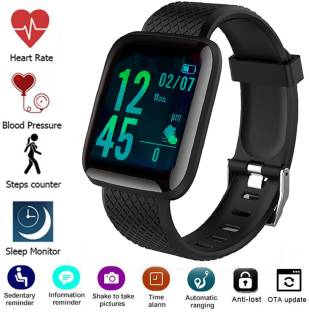 Heart Rate
Blood Pressure
Steps counter
Sleep Monitor
02/07
12
45
pm
Sedentary reminder
Information reminder
Shake to take pictures
Time alarm
Automatic ranging
Anti-lost
OTA update